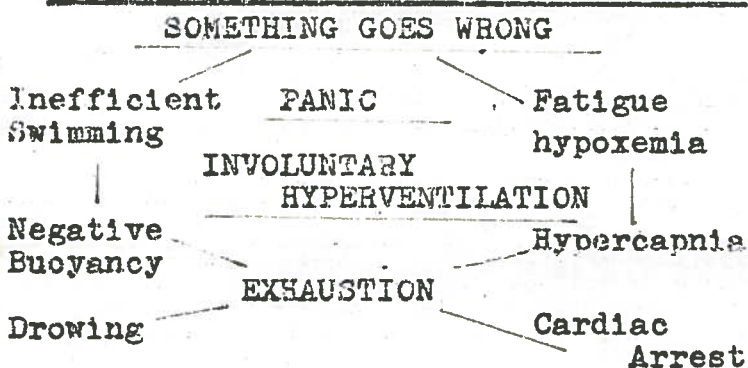 SOMETHING GOES WRONG
Inefficient PANIC Fatigue
Swimming hypoxemia
INVOLUNTARY
HYPERVENTILATION
Negative Hypercapnia
Buoyancy
EXHAUSTION
Drowing Cardiac
Arrest